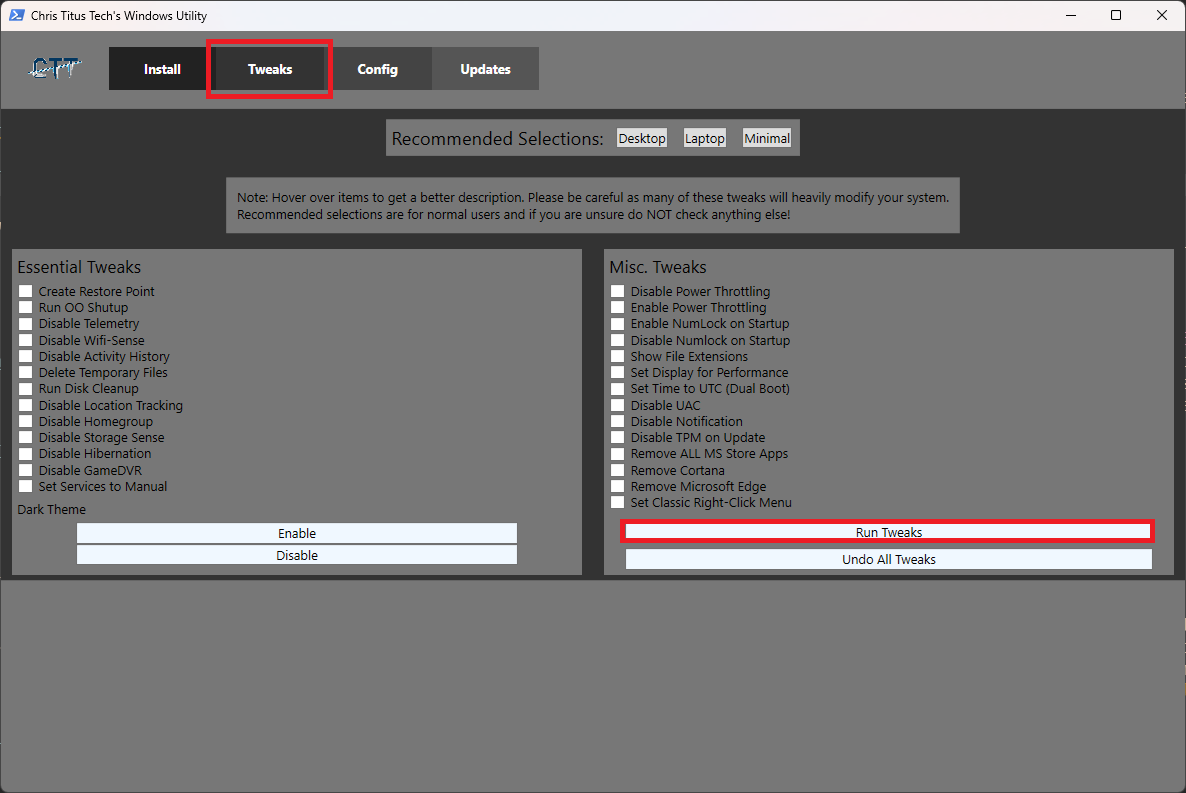 Chris Titus Tech's Windows Utility
CTT
Install
Tweaks
Config
Updates
Recommended Selections:
Desktop
Laptop
Minimal
Note: Hover over items to get a better description. Please be careful as many of these tweaks will heavily modify your system.
Recommended selections are for normal users and if you are unsure do NOT check anything else!
Essential Tweaks
Create Restore Point
Run OO Shutup
Disable Telemetry
Disable Wifi-Sense
Disable Activity History
Delete Temporary Files
Run Disk Cleanup
Disable Location Tracking
Disable Homegroup
Disable Storage Sense
Disable Hibernation
Disable GameDVR
Set Services to Manual
Dark Theme
Enable
Disable
Misc. Tweaks
Disable Power Throttling
Enable Power Throttling
Enable NumLock on Startup
Disable Numlock on Startup
Show File Extensions
Set Display for Performance
Set Time to UTC (Dual Boot)
Disable UAC
Disable Notification
Disable TPM on Update
Remove ALL MS Store Apps
Remove Cortana
Remove Microsoft Edge
Set Classic Right-Click Menu
Run Tweaks
Undo All Tweaks